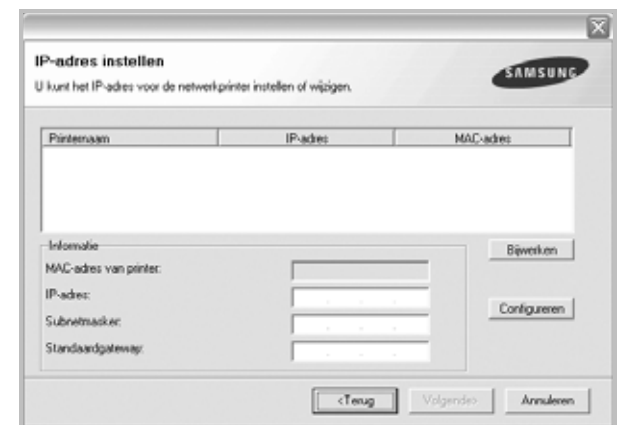 IP-adres instellen
U kunt het IP-adres voor de netwerkprinter instellen of wijzigen.
SAMSUNG
Printernaam IP-adres MAC-adres
Informatie
Bijwerken
MAC-adres van printer:
IP-adres:
Configureren
Subnetmasker:
Standaardgateway:
<Terug Volgende> Annuleren